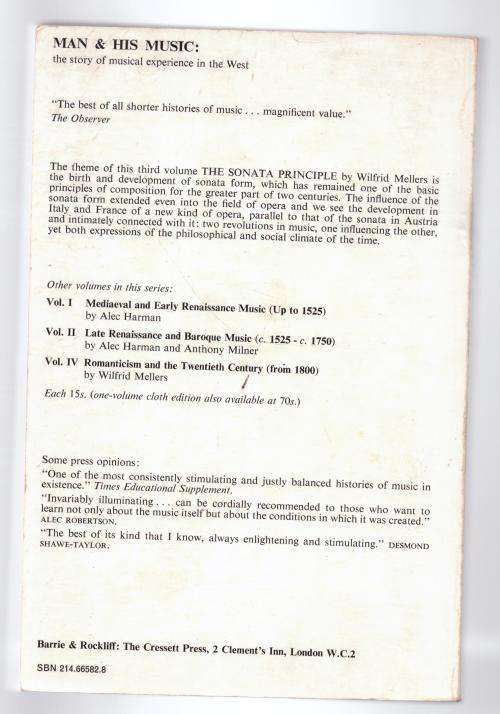 MAN & HIS MUSIC:
the story of musical experience in the West
“The best of all shorter histories of music . . . magnificent value.”
The Observer
The theme of this third volume THE SONATA PRINCIPLE by Wilfrid Mellers is
the birth and development of sonata form, which has remained one of the basic
principles of composition for the greater part of two centuries. The influence of the
sonata form extended even into the field of opera and we see the development in
Italy and France of a new kind of opera, parallel to that of the sonata in Austria
and intimately connected with it: two revolutions in music, one influencing the other,
yet both expressions of the philosophical and social climate of the time.
Other volumes in this series:
Vol. I Mediaeval and Early Renaissance Music (Up to 1525)
by Alec Harman
Vol. II Late Renaissance and Baroque Music (c. 1525 - c. 1750)
by Alec Harman and Anthony Milner
Vol. IV Romanticism and the Twentieth Century (from 1800)
by Wilfrid Mellers
Each 15s. (one-volume cloth edition also available at 70s.)
Some press opinions:
“One of the most consistently stimulating and justly balanced histories of music in
existence.” Times Educational Supplement.
“Invariably illuminating . . . can be cordially recommended to those who want to
learn not only about the music itself but about the conditions in which it was created.”
ALEC ROBERTSON.
“The best of its kind that I know, always enlightening and stimulating.” DESMOND
SHAWE-TAYLOR.
Barrie & Rockliff: The Cressett Press, 2 Clement's Inn, London W.C.2
SBN 214.66582.8